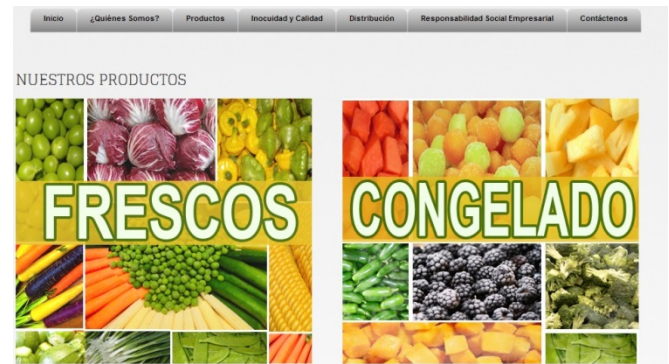 Inicio ¿Quiénes Somos? Productos Inocuidad y Calidad Distribución Responsabilidad Social Empresarial Contáctenos
NUESTROS PRODUCTOS
FRESCOS CONGELADO